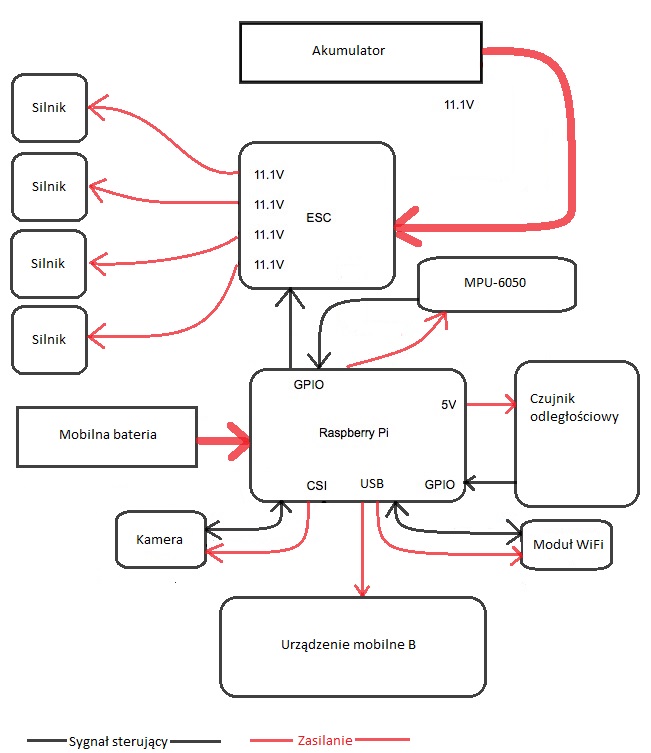 Akumulator
11.1V
Silnik
Silnik
Silnik
Silnik
11.1V
11.1V
ESC
11.1V
11.1V
MPU-6050
GPIO
5V
Raspberry Pi
CSI
USB
GPIO
Czujnik
odległościowy
Mobilna bateria
Kamera
Moduł WiFi
Urządzenie mobilne B
Sygnał sterujący
Zasilanie